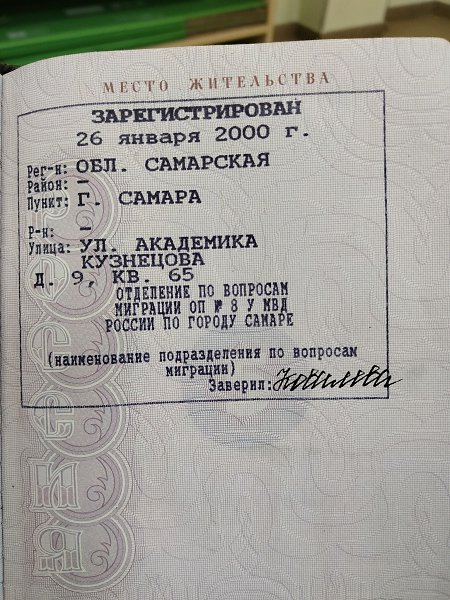 МЕСТО ЖИТЕЛЬСТВА
ЗАРЕГИСТРИРОВАН
26 января 2000 г.
Рег-н: ОБЛ. САМАРСКАЯ
Район: –
Пункт: Г. САМАРА
Р-н: –
Улица: УЛ. АКАДЕМИКА
КУЗНЕЦОВА
Д. 9, КВ. 65
ОТДЕЛЕНИЕ ПО ВОПРОСАМ
МИГРАЦИИ ОП № 8 У МВД
РОССИИ ПО ГОРОДУ САМАРЕ
(наименование подразделения по вопросам
миграции)
Заверил: Ковалева